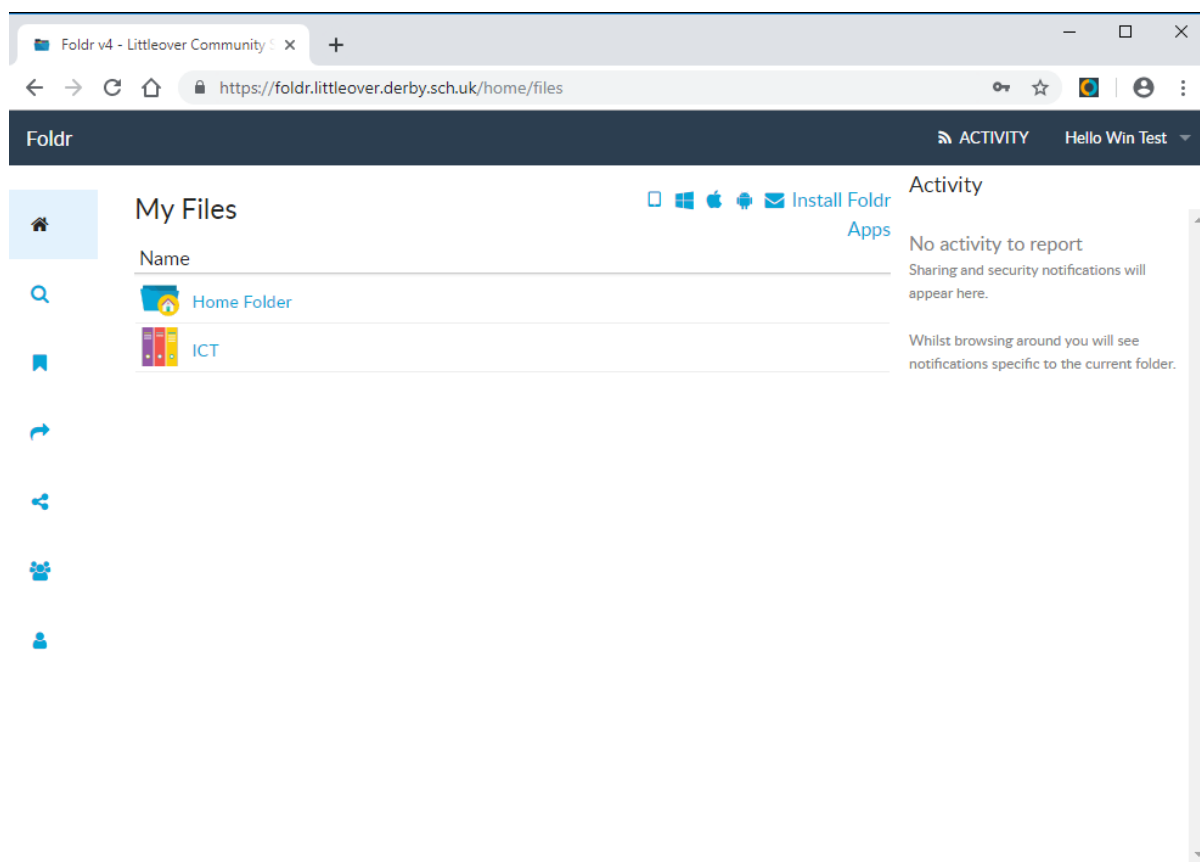 Foldr v4 - Littleover Community S
https://foldr.littleover.derby.sch.uk/home/files
Foldr
ACTIVITY
Hello Win Test
My Files
Install Foldr
Apps
Name
Home Folder
ICT
Activity
No activity to report
Sharing and security notifications will
appear here.
Whilst browsing around you will see
notifications specific to the current folder.